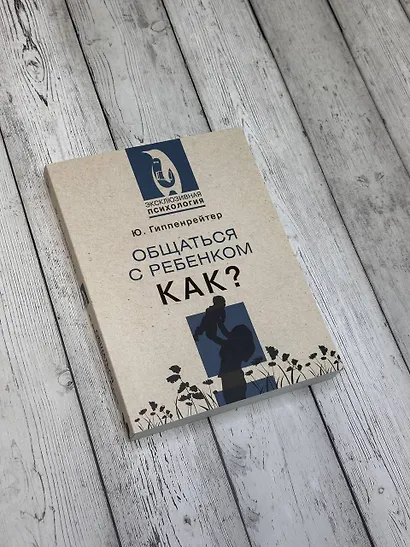 ЭКСКЛЮЗИВНАЯ
ПСИХОЛОГИЯ
Ю. Гиппенрейтер
ОБЩАТЬСЯ
С РЕБЕНКОМ
КАК?